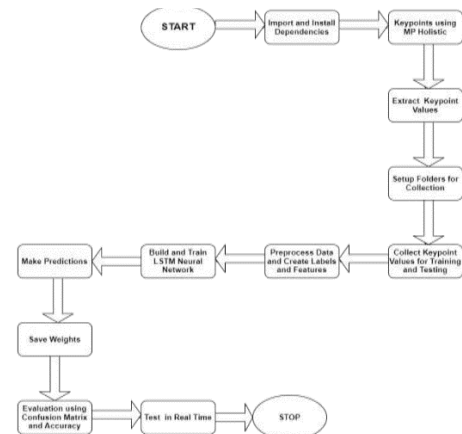 START
Import and Install
Dependencies
Keypoints using
MP Holistic
Extract Keypoint
Values
Setup Folders for
Collection
Collect Keypoint
Values for Training
and Testing
Preprocess Data
and Create Labels
and Features
Build and Train
LSTM Neural
Network
Make Predictions
Save Weights
Evaluation using
Confusion Matrix
and Accuracy
Test in Real Time
STOP